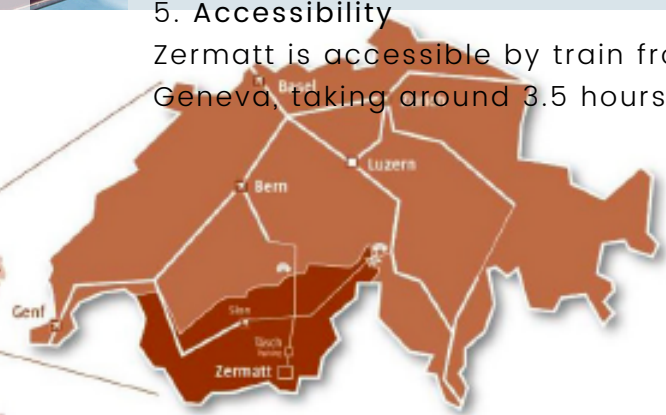 5. Accessibility
Zermatt is accessible by train fro
Geneva, taking around 3.5 hours
Basel
Luzern
Bern
Genf
Sion
Täsch
Zermatt